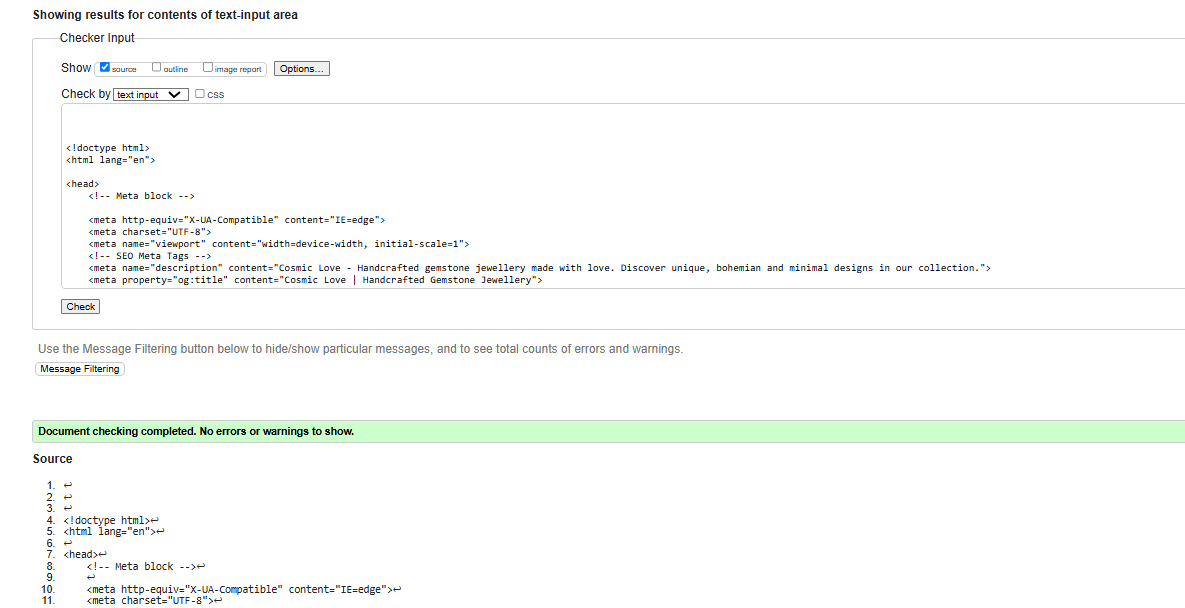 Showing results for contents of text-input area
Checker Input
Show source outline image report Options...
Check by text input css
<!doctype html>
<html lang="en">
<head>
<!-- Meta block -->
<meta http-equiv="X-UA-Compatible" content="IE=edge">
<meta charset="UTF-8">
<meta name="viewport" content="width=device-width, initial-scale=1">
<!-- SEO Meta Tags -->
<meta name="description" content="Cosmic Love - Handcrafted gemstone jewellery made with love. Discover unique, bohemian and minimal designs in our collection.">
<meta property="og:title" content="Cosmic Love | Handcrafted Gemstone Jewellery">
Check
Use the Message Filtering button below to hide/show particular messages, and to see total counts of errors and warnings.
Message Filtering
Document checking completed. No errors or warnings to show.
Source
1. ↩
2. ↩
3. ↩
4. <!doctype html>↩
5. <html lang="en">↩
6. ↩
7. <head>↩
8. <!-- Meta block -->↩
9. ↩
10. <meta http-equiv="X-UA-Compatible" content="IE=edge">↩
11. <meta charset="UTF-8">↩